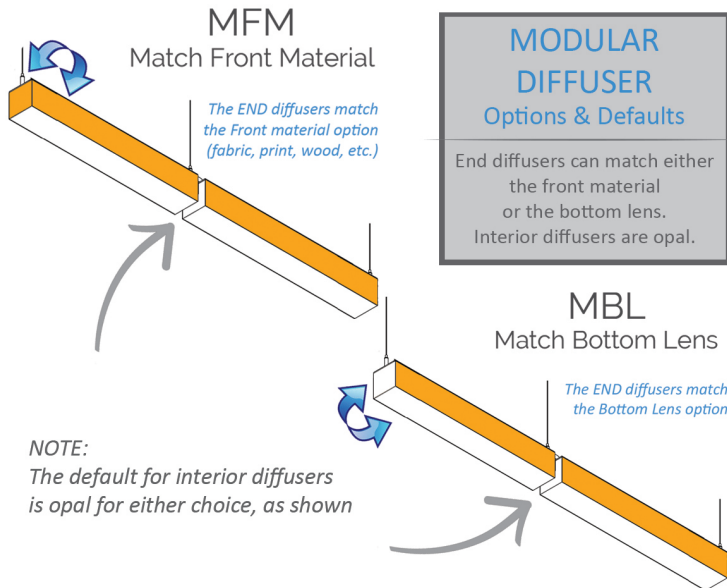 MFM
Match Front Material
The END diffusers match
the Front material option
(fabric, print, wood, etc.)
MODULAR
DIFFUSER
Options & Defaults
End diffusers can match either
the front material
or the bottom lens.
Interior diffusers are opal.
MBL
Match Bottom Lens
The END diffusers match
the Bottom Lens option
NOTE:
The default for interior diffusers
is opal for either choice, as shown